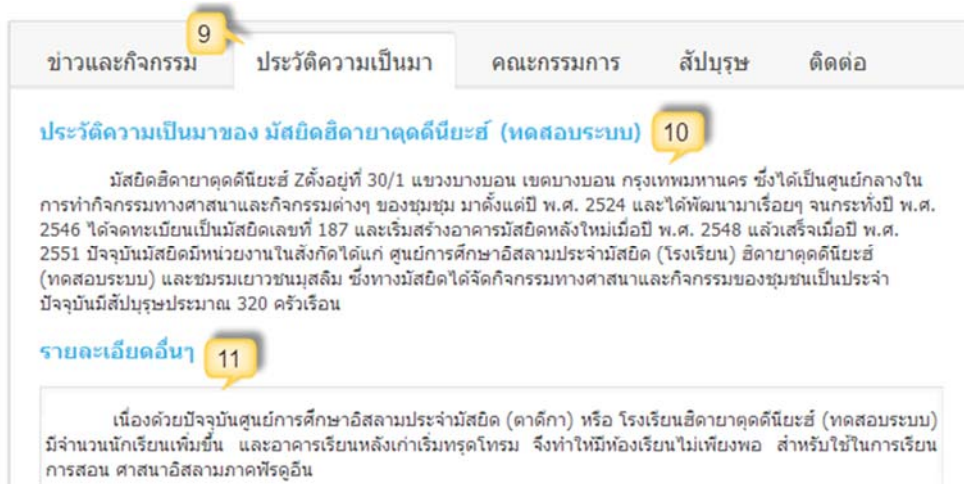 9
ข่าวและกิจกรรม ประวัติความเป็นมา คณะกรรมการ สัปบุรุษ ติดต่อ
ประวัติความเป็นมาของ มัสยิดฮิดายาตุดดีนียะฮ์ (ทดสอบระบบ) 10
มัสยิดฮิดายาตุดดีนียะฮ์ Zตั้งอยู่ที่ 30/1 แขวงบางบอน เขตบางบอน กรุงเทพมหานคร ซึ่งได้เป็นศูนย์กลางใน
การทำกิจกรรมทางศาสนาและกิจกรรมต่างๆ ของชุมชุม มาตั้งแต่ปี พ.ศ. 2524 และได้พัฒนามาเรื่อยๆ จนกระทั่งปี พ.ศ.
2546 ได้จดทะเบียนเป็นมัสยิดเลขที่ 187 และเริ่มสร้างอาคารมัสยิดหลังใหม่เมื่อปี พ.ศ. 2548 แล้วเสร็จเมื่อปี พ.ศ.
2551 ปัจจุบันมัสยิดมีหน่วยงานในสังกัดได้แก่ ศูนย์การศึกษาอิสลามประจำมัสยิด (โรงเรียน) ฮิดายาตุดดีนียะฮ์
(ทดสอบระบบ) และชมรมเยาวชนมุสลิม ซึ่งทางมัสยิดได้จัดกิจกรรมทางศาสนาและกิจกรรมของชุมชนเป็นประจำ
ปัจจุบันมีสัปบุรุษประมาณ 320 ครัวเรือน
รายละเอียดอื่นๆ 11
เนื่องด้วยปัจจุบันศูนย์การศึกษาอิสลามประจำมัสยิด (ตาดีกา) หรือ โรงเรียนฮิดายาตุดดีนียะฮ์ (ทดสอบระบบ)
มีจำนวนนักเรียนเพิ่มขึ้น และอาคารเรียนหลังเก่าเริ่มทรุดโทรม จึงทำให้มีห้องเรียนไม่เพียงพอ สำหรับใช้ในการเรียน
การสอน ศาสนาอิสลามภาคฟัรดูอีน